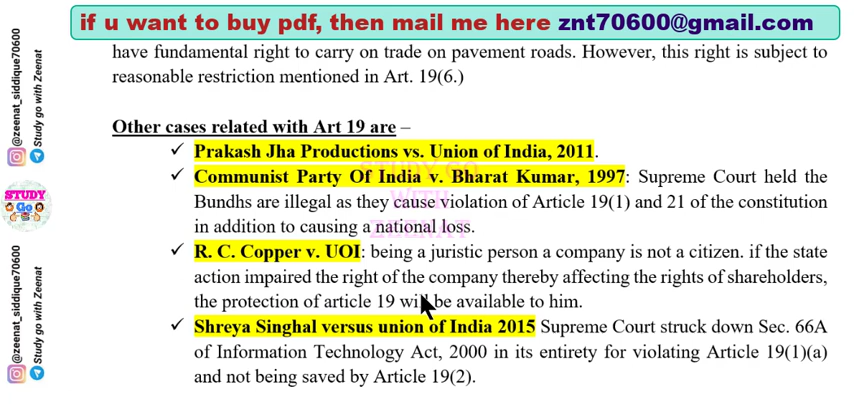 if u want to buy pdf, then mail me here znt70600@gmail.com
have fundamental right to carry on trade on pavement roads. However, this right is subject to
reasonable restriction mentioned in Art. 19(6.)
Other cases related with Art 19 are –
✓ Prakash Jha Productions vs. Union of India, 2011.
✓ Communist Party Of India v. Bharat Kumar, 1997: Supreme Court held the
Bundhs are illegal as they cause violation of Article 19(1) and 21 of the constitution
in addition to causing a national loss.
✓ R. C. Copper v. UOI: being a juristic person a company is not a citizen. if the state
action impaired the right of the company thereby affecting the rights of shareholders,
the protection of article 19 will be available to him.
✓ Shreya Singhal versus union of India 2015 Supreme Court struck down Sec. 66A
of Information Technology Act, 2000 in its entirety for violating Article 19(1)(a)
and not being saved by Article 19(2).
@zeenat_siddique70600
Study go with Zeenat
STUDY
Go
@zeenat_siddique70600
Study go with Zeenat
STUDY GO
WITH
ZEENAT